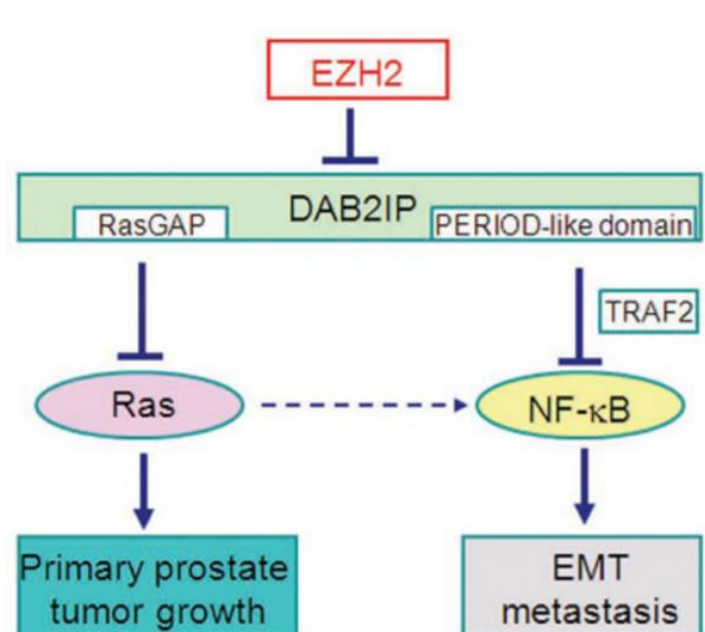 EZH2
DAB2IP
RasGAP
PERIOD-like domain
TRAF2
Ras
NF-κB
Primary prostate
tumor growth
EMT
metastasis